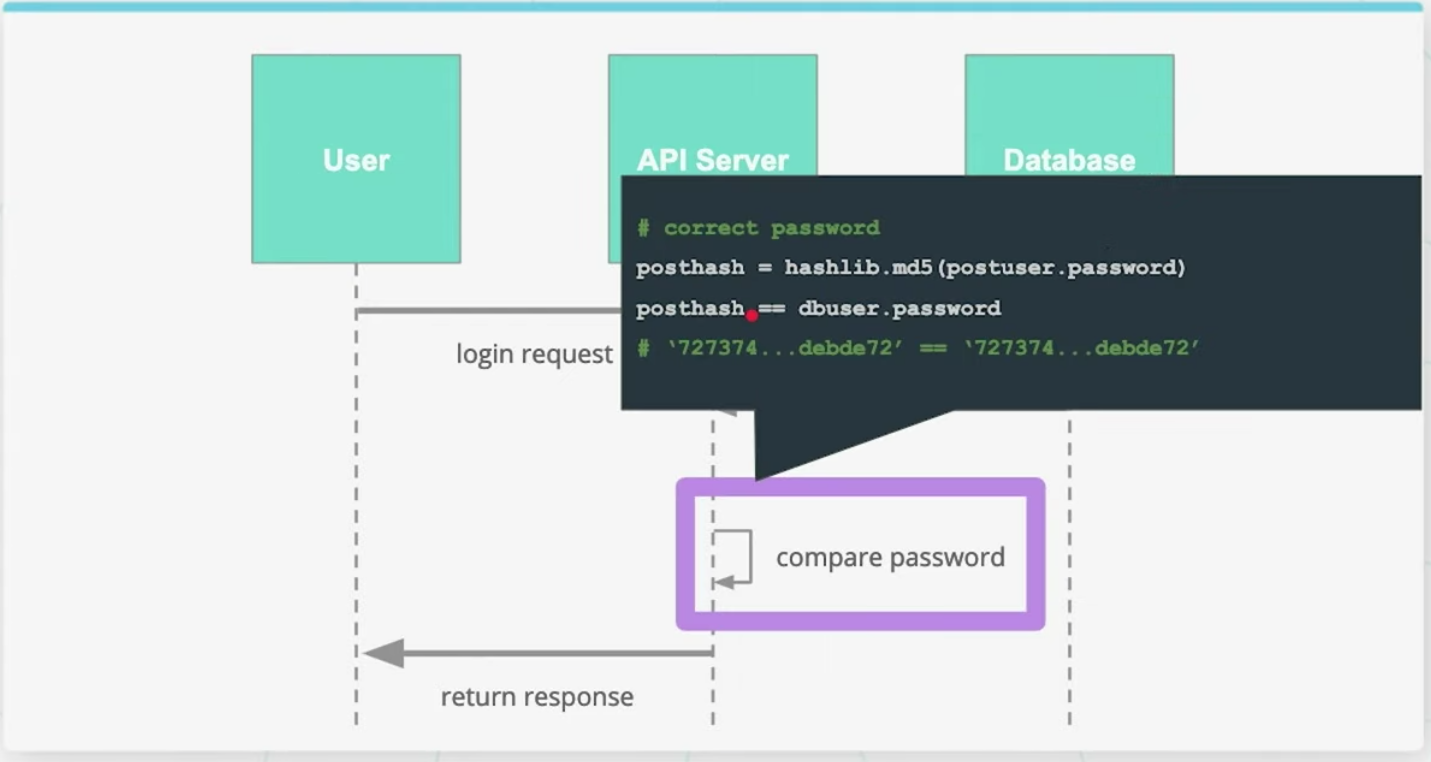 User
API Server
Database
# correct password
posthash = hashlib.md5(postuser.password)
posthash == dbuser.password
# ‘727374...debde72’ == ‘727374...debde72’
login request
compare password
return response